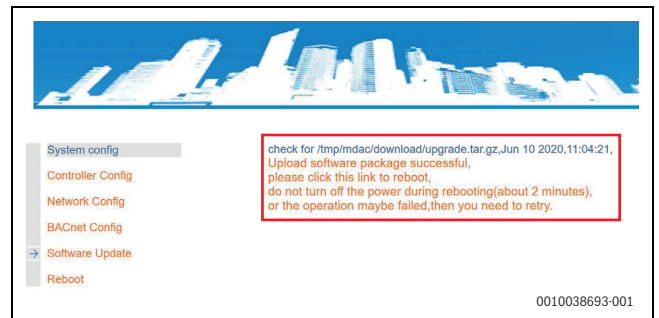 System config
Controller Config
Network Config
BACnet Config
Software Update
Reboot
check for /tmp/mdac/download/upgrade.tar.gz,Jun 10 2020,11:04:21,
Upload software package successful,
please click this link to reboot,
do not turn off the power during rebooting(about 2 minutes),
or the operation maybe failed,then you need to retry.
0010038693-001